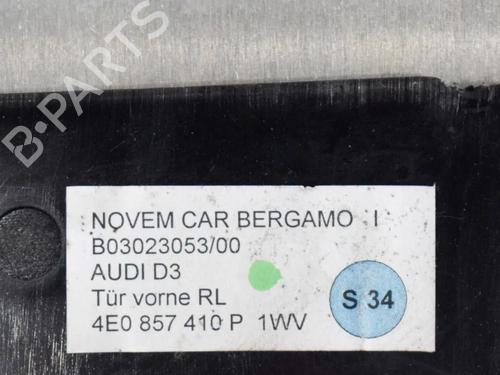 B-PARTS
NOVEM CAR BERGAMO I
B03023053/00
AUDI D3
Tür vorne RL
4E0 857 410 P 1WV
S 34